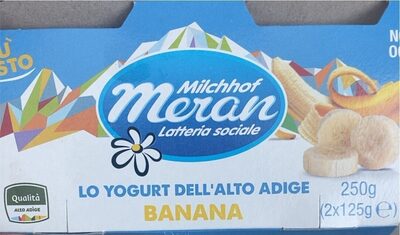 Milchhof
meran
Latteria sociale
LO YOGURT DELL'ALTO ADIGE
BANANA
250g
(2x125g e)
Qualità
ALTO ADIGE